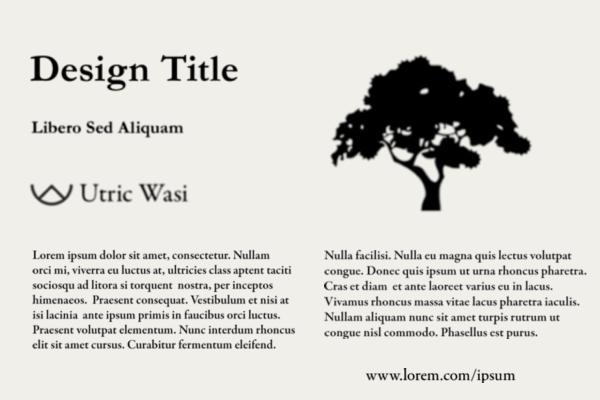 Design Title
Libero Sed Aliquam
Utric Wasi
Lorem ipsum dolor sit amet, consectetur. Nullam
orci mi, viverra eu luctus at, ultricies class aptent taciti
sociosqu ad litora si torquent nostra, per inceptos
himenaeos. Praesent consequat. Vestibulum et nisi at
isi lacinia ante ipsum primis in faucibus orci luctus.
Praesent volutpat elementum. Nunc interdum rhoncus
elit sit amet cursus. Curabitur fermentum eleifend.
Nulla facilisi. Nulla eu magna quis lectus volutpat
congue. Donec quis ipsum ut urna rhoncus pharetra.
Cras et diam et ante laoreet varius eu in lacus.
Vivamus rhoncus massa vitae lacus pharetra iaculis.
Nullam aliquam nunc sit amet turpis rutrum ut
congue nisl commodo. Phasellus est purus.
www.lorem.com/ipsum